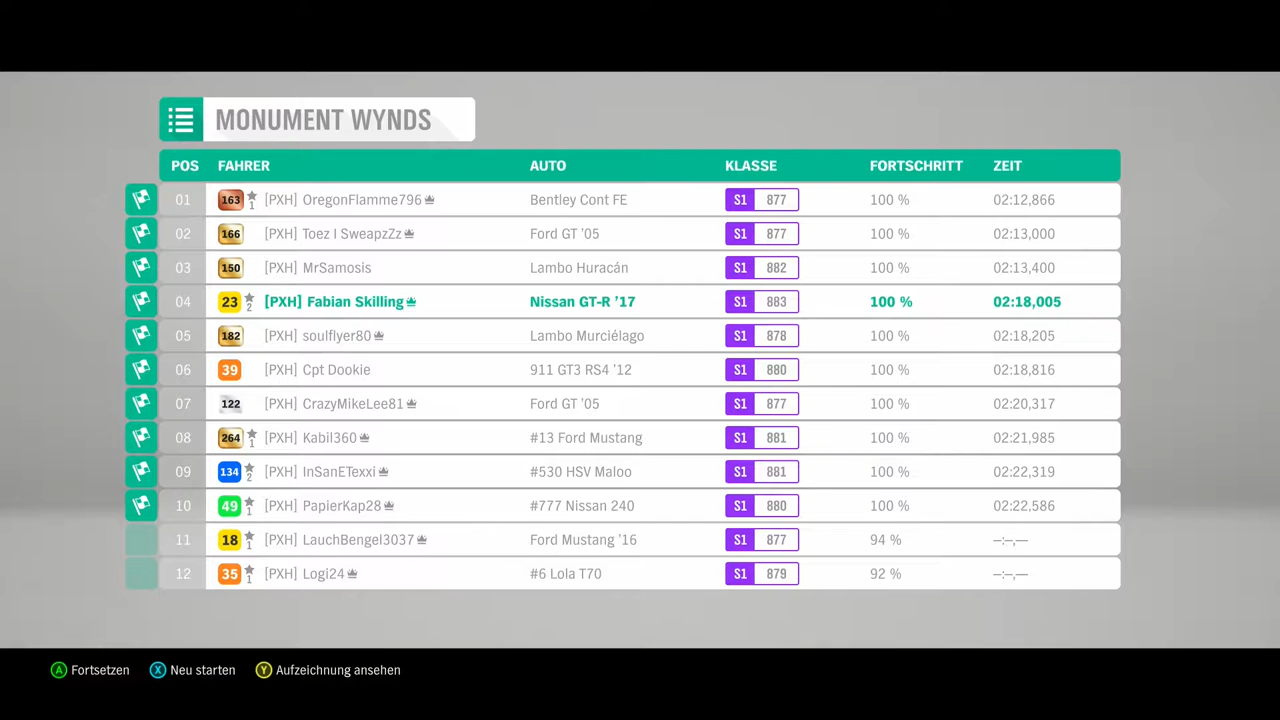 MONUMENT WYNDS
POS FAHRER AUTO KLASSE FORTSCHRITT ZEIT
01 163 1 [PXH] OregonFlamme796 Bentley Cont FE S1 877 100 % 02:12,866
02 166 [PXH] Toez I SweapzZz Ford GT '05 S1 877 100 % 02:13,000
03 150 [PXH] MrSamosis Lambo Huracán S1 882 100 % 02:13,400
04 23 2 [PXH] Fabian Skilling Nissan GT-R '17 S1 883 100 % 02:18,005
05 182 [PXH] soulflyer80 Lambo Murciélago S1 878 100 % 02:18,205
06 39 [PXH] Cpt Dookie 911 GT3 RS4 '12 S1 880 100 % 02:18,816
07 122 [PXH] CrazyMikeLee81 Ford GT '05 S1 877 100 % 02:20,317
08 264 1 [PXH] Kabil360 #13 Ford Mustang S1 881 100 % 02:21,985
09 134 2 [PXH] InSanETexxi #530 HSV Maloo S1 881 100 % 02:22,319
10 49 1 [PXH] PapierKap28 #777 Nissan 240 S1 880 100 % 02:22,586
11 18 1 [PXH] LauchBengel3037 Ford Mustang '16 S1 877 94 % –:–,––
12 35 1 [PXH] Logi24 #6 Lola T70 S1 879 92 % –:–,––
A Fortsetzen X Neu starten Y Aufzeichnung ansehen